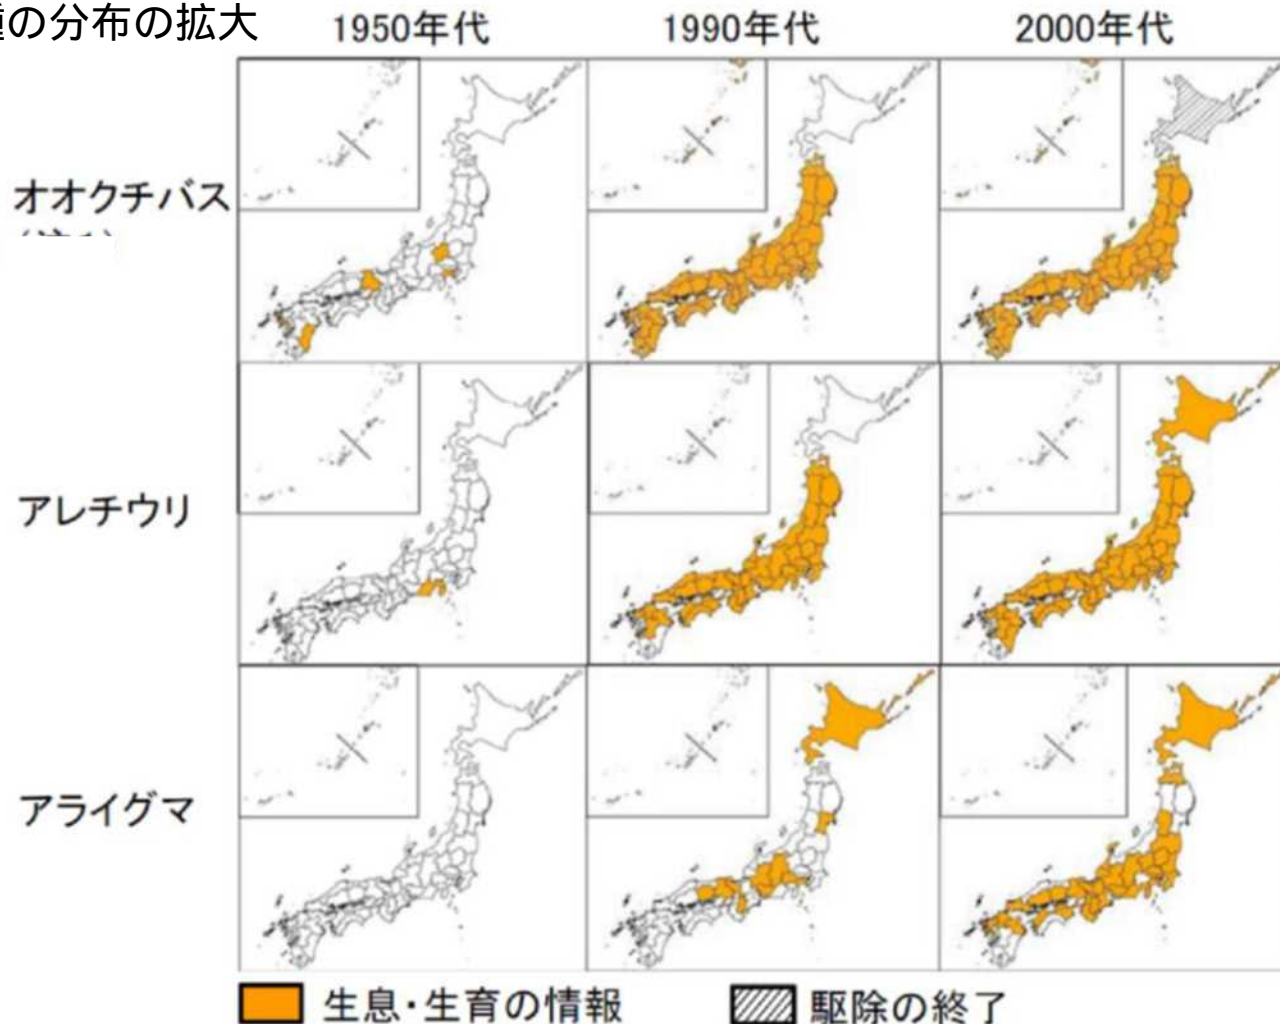 の分布の拡大
1950年代 1990年代 2000年代
オオクチバス
アレチウリ
アライグマ
生息・生育の情報 駆除の終了